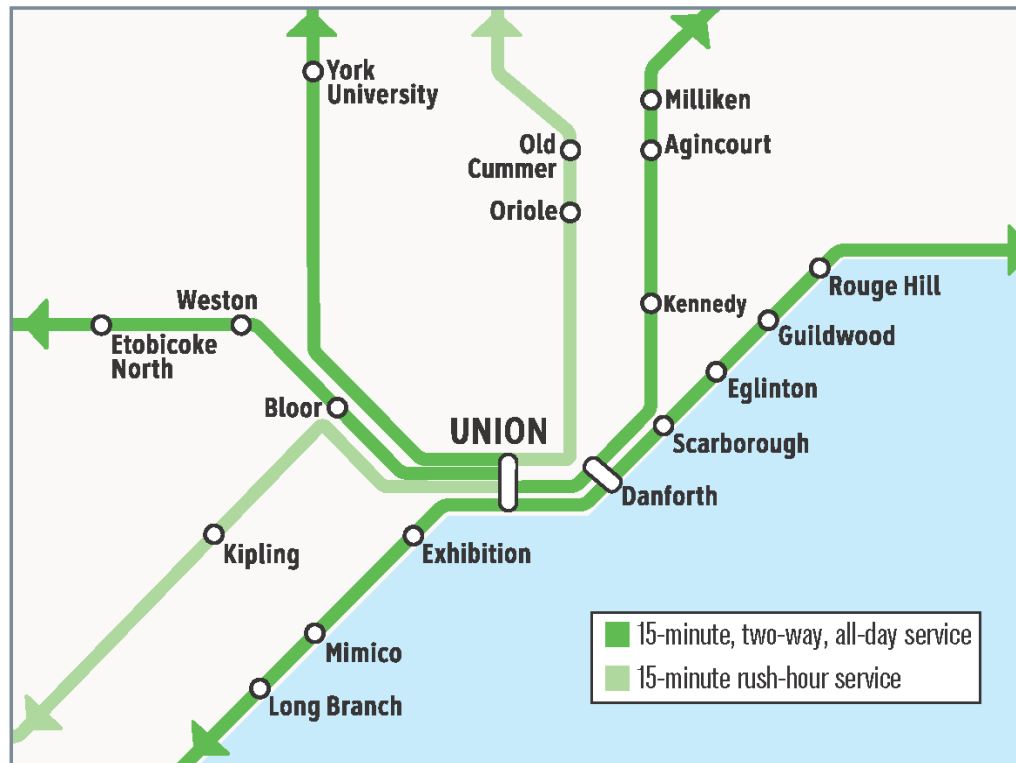 York
University
Milliken
Old
Cummer
Agincourt
Oriole
Rouge Hill
Weston
Kennedy
Guildwood
Etobicoke
North
Eglinton
Bloor
UNION
Scarborough
Danforth
Kipling
Exhibition
Mimico
Long Branch
15-minute, two-way, all-day service
15-minute rush-hour service